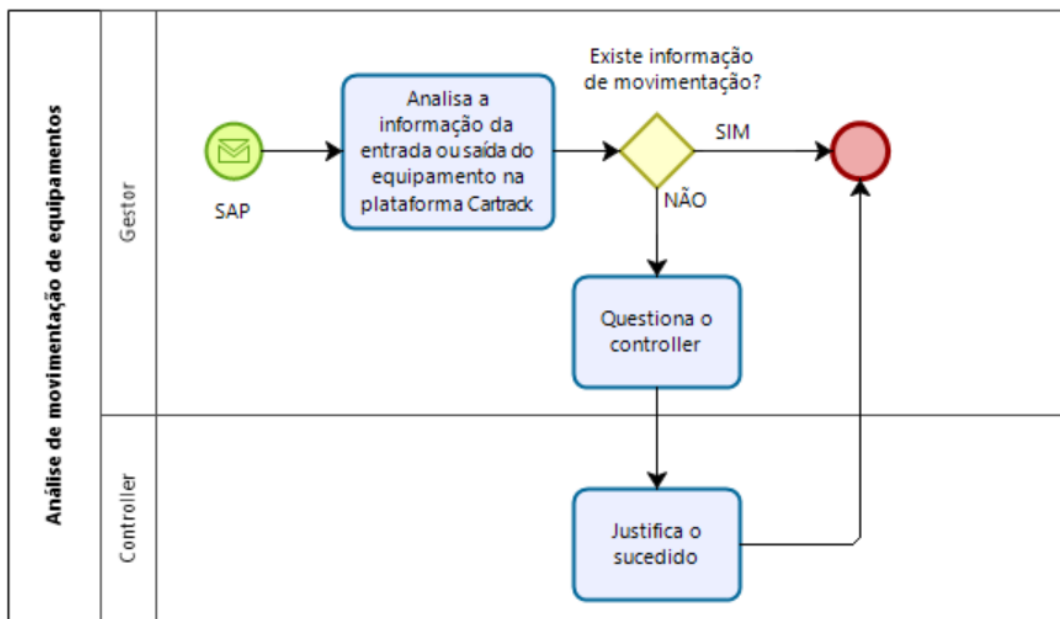 Análise de movimentação de equipamentos
Gestor
SAP
Analisa a
informação da
entrada ou saída do
equipamento na
plataforma Cartrack
Existe informação
de movimentação?
SIM
NÃO
Questiona o
controller
Controller
Justifica o
sucedido